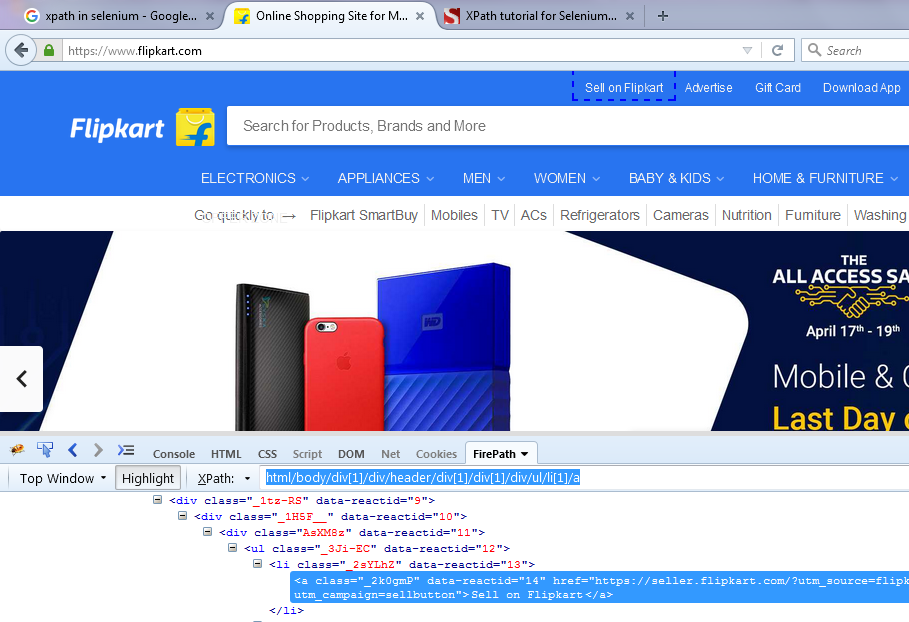 xpath in selenium - Google... × Online Shopping Site for M... × XPath tutorial for Selenium... × +
https://www.flipkart.com Search
Sell on Flipkart Advertise Gift Card Download App
Flipkart f Search for Products, Brands and More
ELECTRONICS APPLIANCES MEN WOMEN BABY & KIDS HOME & FURNITURE
Go quickly to → Flipkart SmartBuy Mobiles TV ACs Refrigerators Cameras Nutrition Furniture Washing
THE
ALL ACCESS SA
WD
April 17th - 19th
Mobile &
Last Day
Console HTML CSS Script DOM Net Cookies FirePath
Top Window Highlight XPath: html/body/div[1]/div/header/div[1]/div[1]/div/ul/li[1]/a
<div class="_1tz-RS" data-reactid="9">
<div class="_1H5F__" data-reactid="10">
<div class="AsXM8z" data-reactid="11">
<ul class="_3Ji-EC" data-reactid="12">
<li class="_2sYLhZ" data-reactid="13">
<a class="_2k0gmP" data-reactid="14" href="https://seller.flipkart.com/?utm_source=flipk
utm_campaign=sellbutton">Sell on Flipkart</a>
</li>